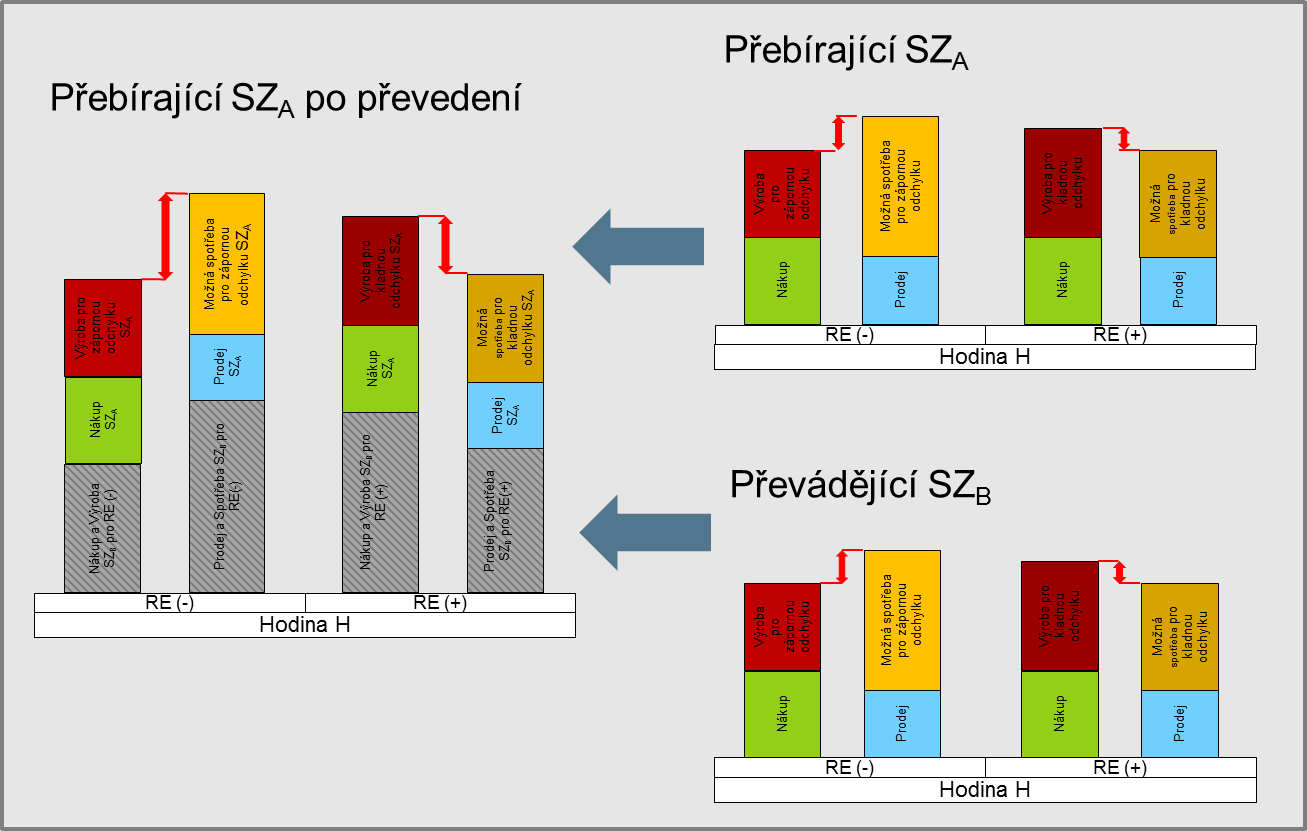 Přebírající SZA po převedení
Výroba pro
zápornou
odchylku
SZA
Nákup
SZA
Nákup a Výroba
SZB pro RE (-)
Možná spotřeba
pro zápornou
odchylku SZA
Prodej
SZA
Prodej a Spotřeba SZB pro
RE(-)
Výroba pro
kladnou
odchylku SZA
Nákup
SZA
Nákup a Výroba SZB pro
RE (+)
Možná
spotřeba pro
kladnou
odchylku SZA
Prodej
SZA
Prodej a Spotřeba
SZB pro RE(+)
RE (-)
RE (+)
Hodina H
Přebírající SZA
Výroba
pro
zápornou
odchylku
Nákup
Možná spotřeba
pro zápornou
odchylku
Prodej
Výroba pro
kladnou
odchylku
Nákup
Možná
spotřeba pro
kladnou
odchylku
Prodej
RE (-)
RE (+)
Hodina H
Převádějící SZB
Výroba
pro
zápornou
odchylku
Nákup
Možná spotřeba
pro zápornou
odchylku
Prodej
Výroba pro
kladnou
odchylku
Nákup
Možná
spotřeba pro
kladnou
odchylku
Prodej
RE (-)
RE (+)
Hodina H